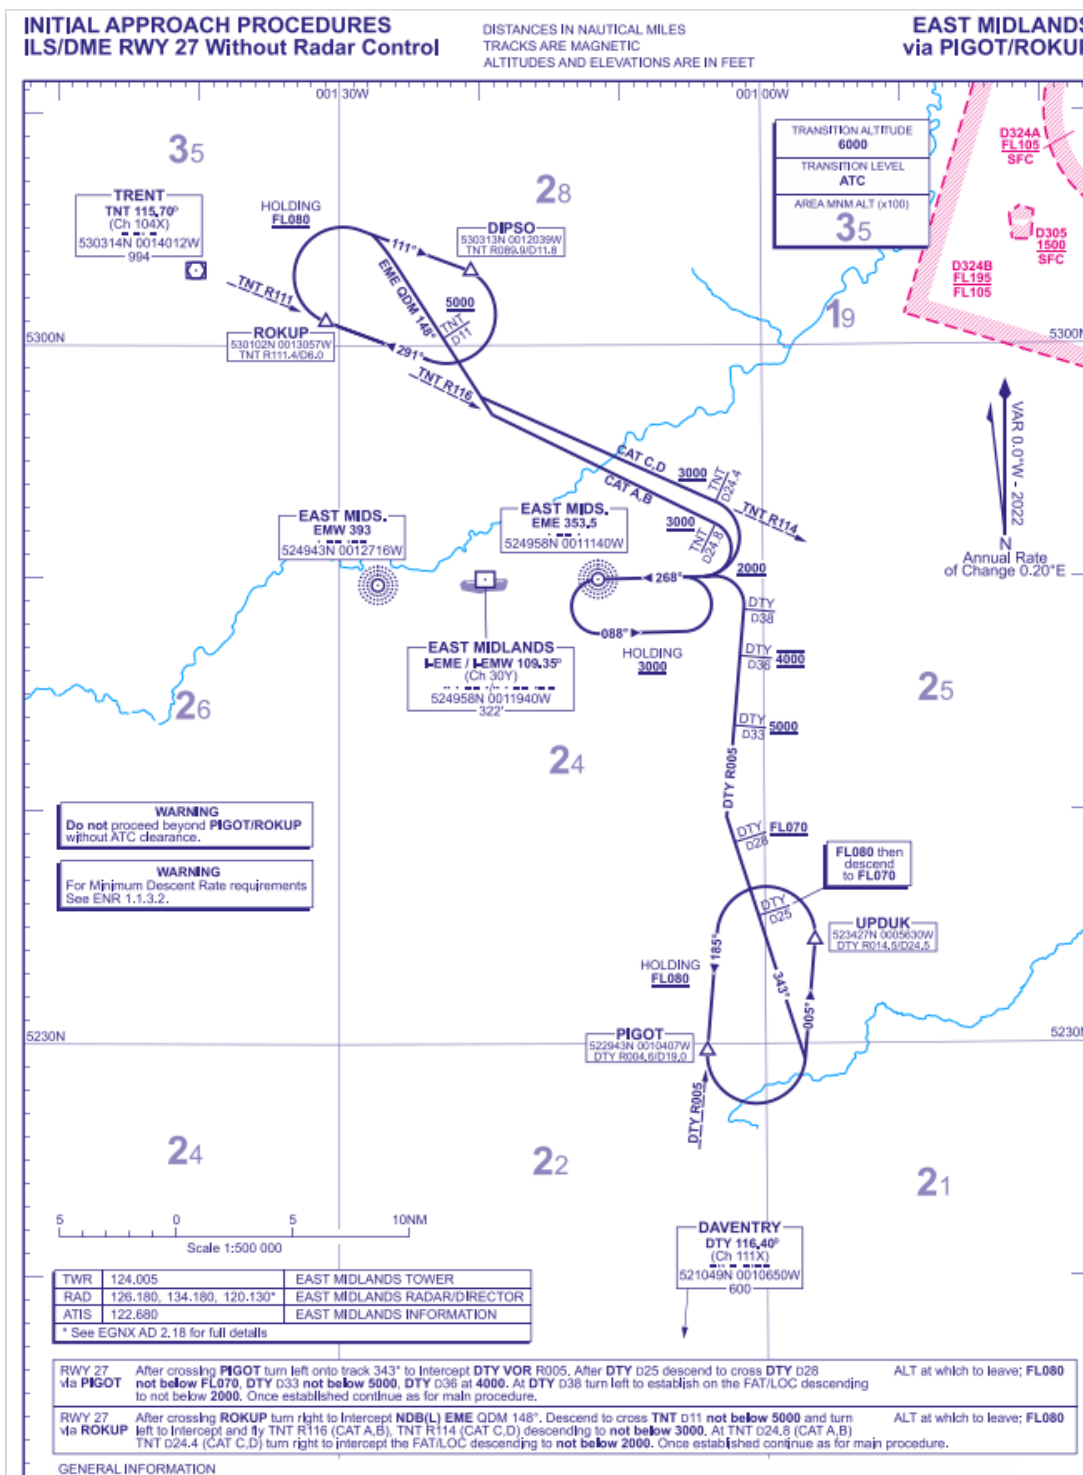 INITIAL APPROACH PROCEDURES
ILS/DME RWY 27 Without Radar Control
DISTANCES IN NAUTICAL MILES
TRACKS ARE MAGNETIC
ALTITUDES AND ELEVATIONS ARE IN FEET
EAST MIDLANDS
via PIGOT/ROKUP
001:30W
001:00W
TRANSITION ALTITUDE
6000
TRANSITION LEVEL
ATC
AREA MNM ALT (x100)
35
D324A
FL105
SFC
D305
1500
SFC
D324B
FL195
FL105
35
28
19
TRENT
TNT 115.70º
(Ch 104X)
530314N 0014012W
994
HOLDING
FL080
DIPSO
530313N 0012039W
TNT R089.9/D11.8
111°
EME QDM 148°
5000
TNT
D11
TNT R111
ROKUP
530102N 0013057W
TNT R111.4/D6.0
291°
5300N
5300N
TNT R116
CAT C,D
CAT A,B
3000
TNT
D24.4
TNT R114
3000
TNT
D24.8
VAR 0.0°W - 2022
N
Annual Rate
of Change 0.20°E
EAST MIDS.
EMW 393
524943N 0012716W
EAST MIDS.
EME 353.5
524958N 0011140W
2000
268°
088°
HOLDING
3000
DTY
D38
DTY
D36
4000
DTY
D33
5000
EAST MIDLANDS
I-EME / I-EMW 109.35º
(Ch 30Y)
524958N 0011940W
322'
26
25
24
DTY R005
DTY
D28
FL070
FL080 then
descend
to FL070
WARNING
Do not proceed beyond PIGOT/ROKUP
without ATC clearance.
WARNING
For Minimum Descent Rate requirements
See ENR 1.1.3.2.
DTY
D25
UPDUK
523427N 0005630W
DTY R014.5/D24.5
185°
HOLDING
FL080
343°
005°
5230N
5230N
PIGOT
522943N 0010407W
DTY R004.6/D19.0
DTY R005
24
22
21
5 0 5 10NM
Scale 1:500 000
DAVENTRY
DTY 116.40º
(Ch 111X)
521049N 0010650W
600
TWR 124.005 EAST MIDLANDS TOWER
RAD 126.180, 134.180, 120.130* EAST MIDLANDS RADAR/DIRECTOR
ATIS 122.680 EAST MIDLANDS INFORMATION
* See EGNX AD 2.18 for full details
RWY 27 After crossing PIGOT turn left onto track 343° to intercept DTY VOR R005. After DTY D25 descend to cross DTY D28 ALT at which to leave; FL080
via PIGOT not below FL070, DTY D33 not below 5000, DTY D36 at 4000. At DTY D38 turn left to establish on the FAT/LOC descending
to not below 2000. Once established continue as for main procedure.
RWY 27 After crossing ROKUP turn right to intercept NDB(L) EME QDM 148°. Descend to cross TNT D11 not below 5000 and turn ALT at which to leave; FL080
via ROKUP left to intercept and fly TNT R116 (CAT A,B), TNT R114 (CAT C,D) descending to not below 3000. At TNT D24.8 (CAT A,B)
TNT D24.4 (CAT C,D) turn right to intercept the FAT/LOC descending to not below 2000. Once established continue as for main procedure.
GENERAL INFORMATION